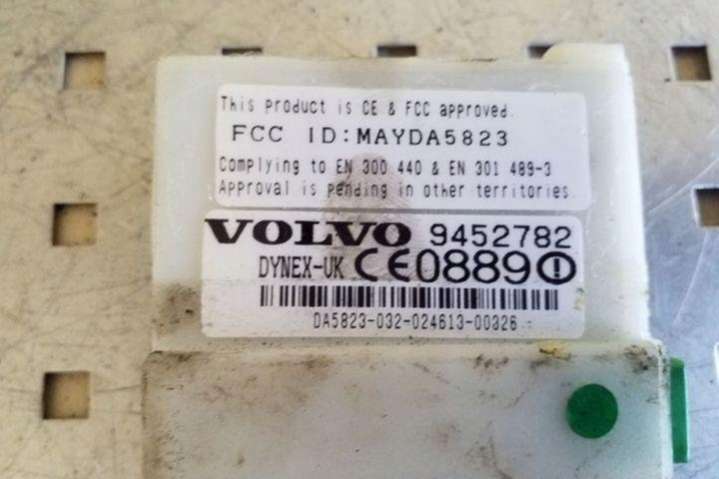 This product is CE & FCC approved.
FCC ID:MAYDA5823
Complying to EN 300 440 & EN 301 489-3
Approval is pending in other territories.
VOLVO 9452782
DYNEX-UK CE0889
DA5823-032-024613-00326